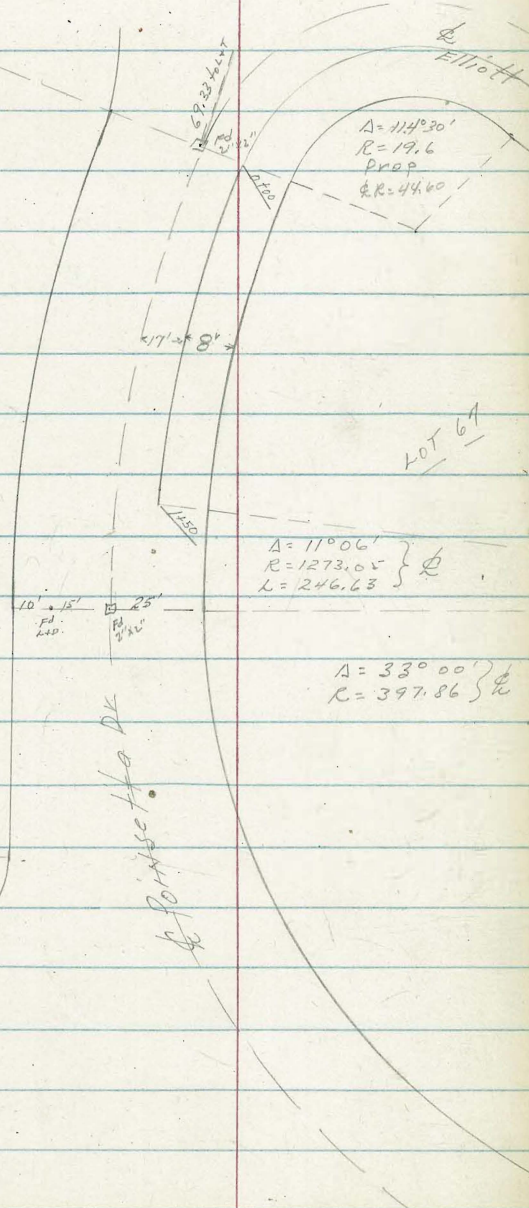 ℄
Elliott
69.33 to L+T
Fd
2"x2"
Δ=114°30'
R=19.6
Prop
℄ R=44.60
0+00
17'
8'
LOT 67
1+50
Δ=11°06'
R=1273.05
L=246.63
℄
10'
15'
25'
Fd
L+D.
Fd
2"x2"
Δ=33°00'
R=397.86
℄
℄ Poinsettia Dr